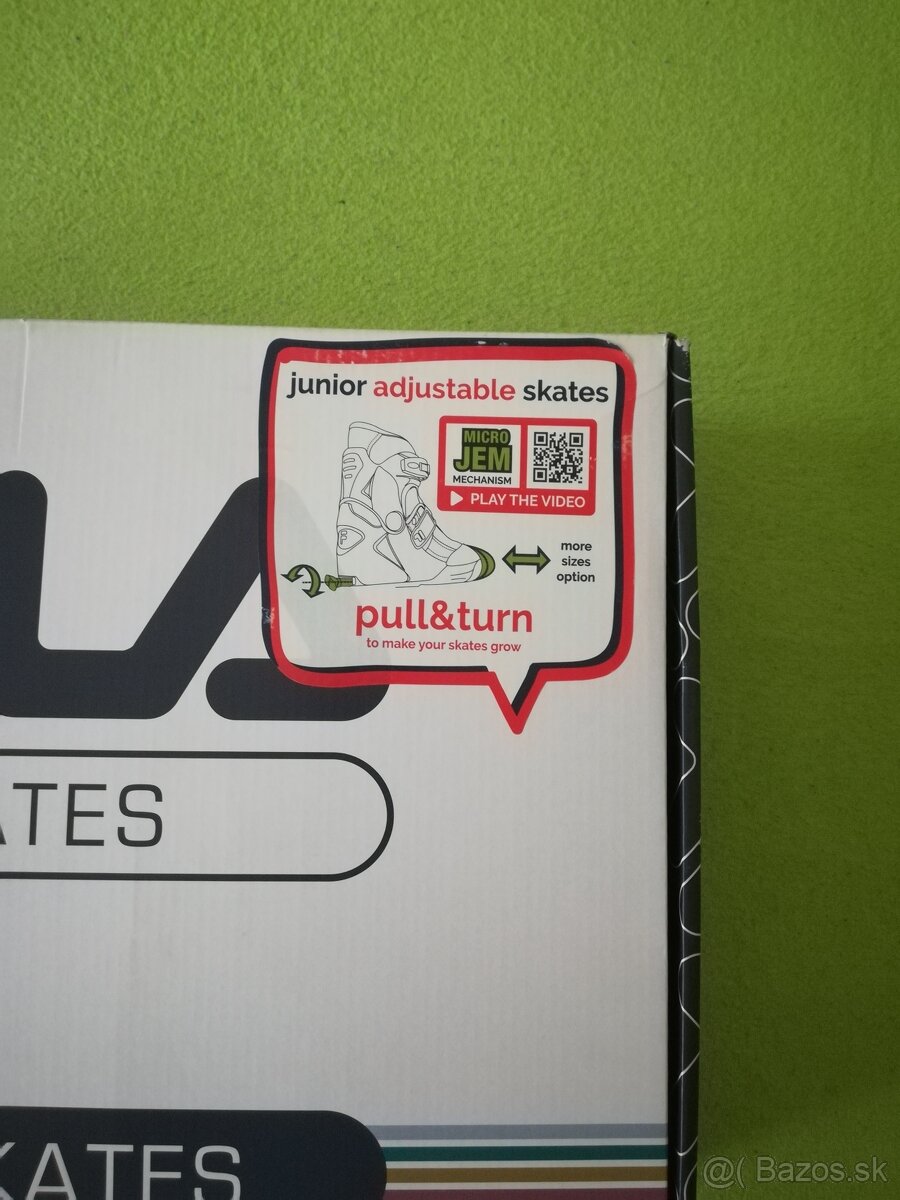 junior adjustable skates
MICRO
JEM
MECHANISM
PLAY THE VIDEO
more
sizes
option
F
pull&turn
to make your skates grow
LA
ATES
KATES
@( Bazos.sk